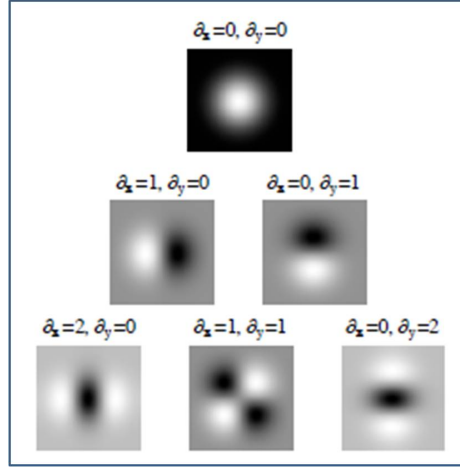 ∂x=0, ∂y=0
∂x=1, ∂y=0 ∂x=0, ∂y=1
∂x=2, ∂y=0 ∂x=1, ∂y=1 ∂x=0, ∂y=2